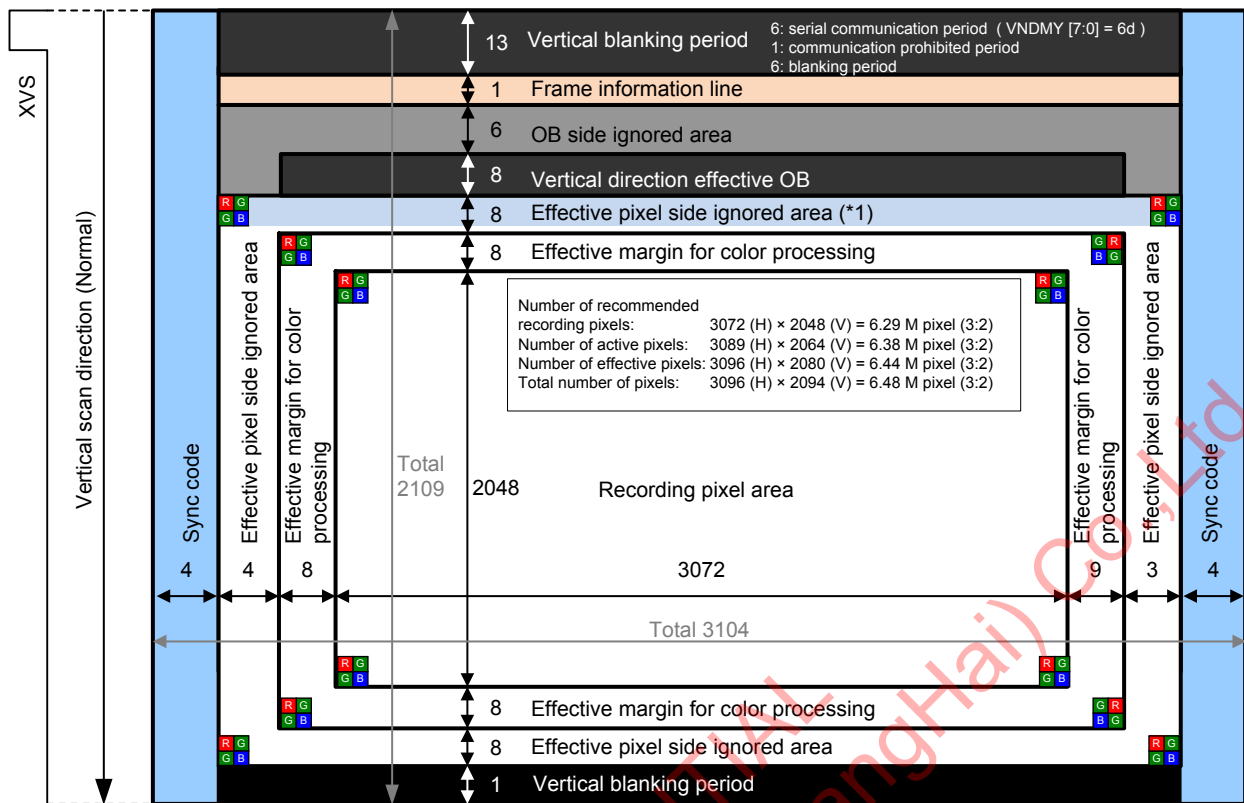 13 Vertical blanking period
6: serial communication period ( VNDMY [7:0] = 6d )
1: communication prohibited period
6: blanking period
XVS
1 Frame information line
6 OB side ignored area
8 Vertical direction effective OB
R G
G B
8 Effective pixel side ignored area (*1)
R G
G B
R G
G B
8 Effective margin for color processing
G R
B G
R G
G B
R G
G B
Number of recommended
recording pixels: 3072 (H) × 2048 (V) = 6.29 M pixel (3:2)
Number of active pixels: 3089 (H) × 2064 (V) = 6.38 M pixel (3:2)
Number of effective pixels: 3096 (H) × 2080 (V) = 6.44 M pixel (3:2)
Total number of pixels: 3096 (H) × 2094 (V) = 6.48 M pixel (3:2)
Vertical scan direction (Normal)
Sync code
Effective pixel side ignored area
Effective margin for color
processing
Total
2109
2048
Recording pixel area
Effective margin for color
processing
Effective pixel side ignored area
Sync code
4 4 8 3072 9 3 4
Total 3104
R G
G B
R G
G B
R G
G B
8 Effective margin for color processing
G R
B G
R G
G B
8 Effective pixel side ignored area
R G
G B
1 Vertical blanking period
TIAL
angHai) Co.,Ltd